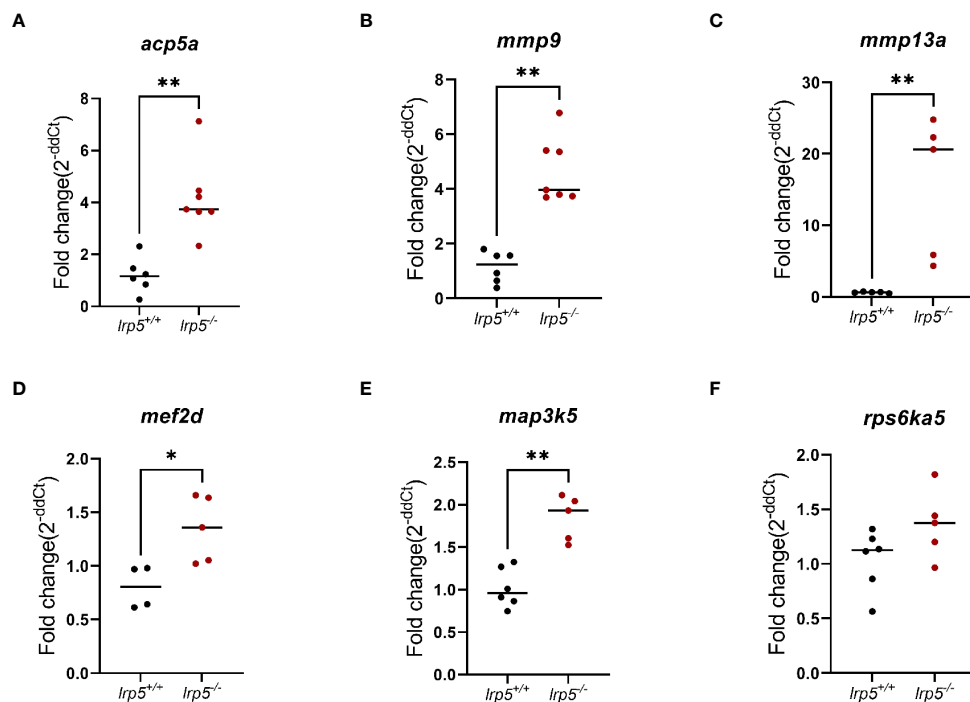 A
acp5a
**
Fold change(2^-ddCt)
8
6
4
2
0
lrp5+/+ lrp5-/-
B
mmp9
**
Fold change(2^-ddCt)
8
6
4
2
0
lrp5+/+ lrp5-/-
C
mmp13a
**
Fold change(2^-ddCt)
30
20
10
0
lrp5+/+ lrp5-/-
D
mef2d
*
Fold change(2^-ddCt)
2.0
1.5
1.0
0.5
0.0
lrp5+/+ lrp5-/-
E
map3k5
**
Fold change(2^-ddCt)
2.5
2.0
1.5
1.0
0.5
0.0
lrp5+/+ lrp5-/-
F
rps6ka5
Fold change(2^-ddCt)
2.0
1.5
1.0
0.5
0.0
lrp5+/+ lrp5-/-